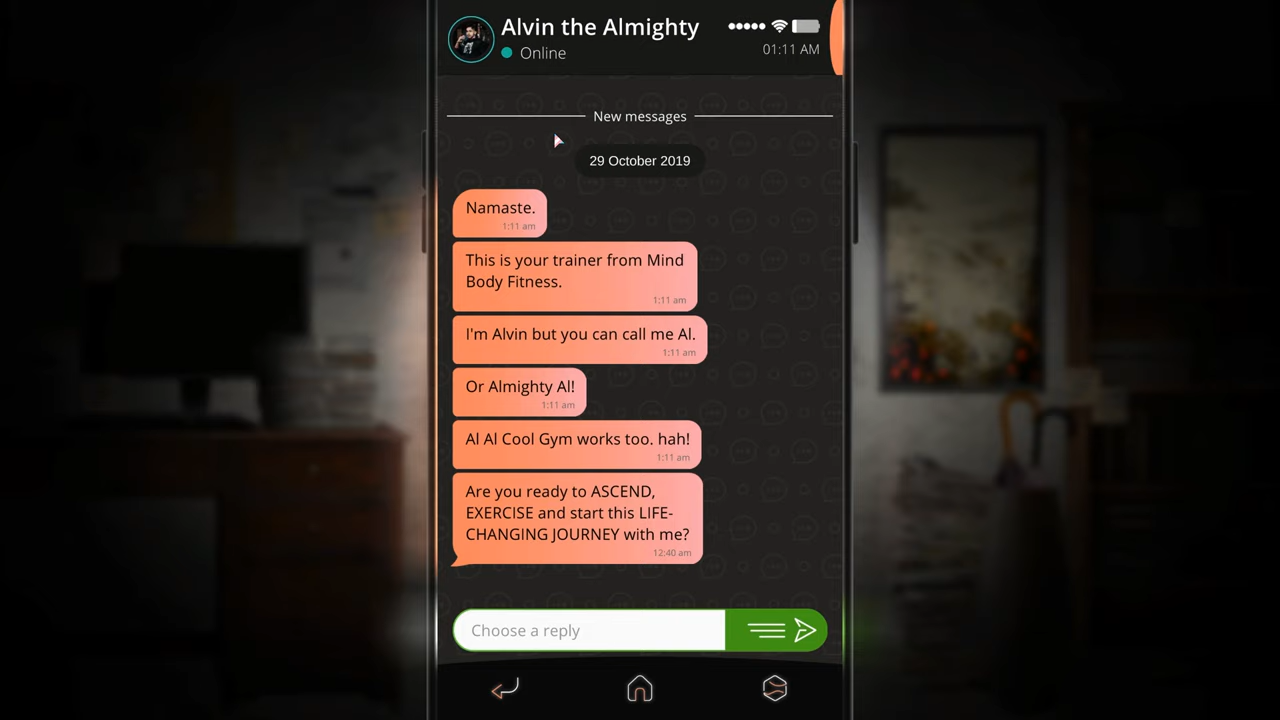 Alvin the Almighty
Online
01:11 AM
New messages
29 October 2019
Namaste.
1:11 am
This is your trainer from Mind
Body Fitness.
1:11 am
I'm Alvin but you can call me Al.
1:11 am
Or Almighty Al!
1:11 am
Al Al Cool Gym works too. hah!
1:11 am
Are you ready to ASCEND,
EXERCISE and start this LIFE-
CHANGING JOURNEY with me?
12:40 am
Choose a reply